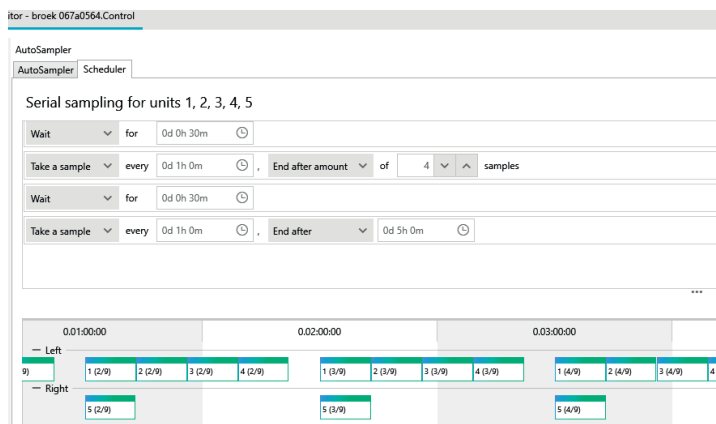 itor - broek 067a0564.Control
AutoSampler
AutoSampler Scheduler
Serial sampling for units 1, 2, 3, 4, 5
Wait for 0d 0h 30m
Take a sample every 0d 1h 0m , End after amount of 4 samples
Wait for 0d 0h 30m
Take a sample every 0d 1h 0m , End after 0d 5h 0m
...
0.01:00:00 0.02:00:00 0.03:00:00
Left
9) 1 (2/9) 2 (2/9) 3 (2/9) 4 (2/9) 1 (3/9) 2 (3/9) 3 (3/9) 4 (3/9) 1 (4/9) 2 (4/9) 3 (4/9) 4
Right
5 (2/9) 5 (3/9) 5 (4/9)